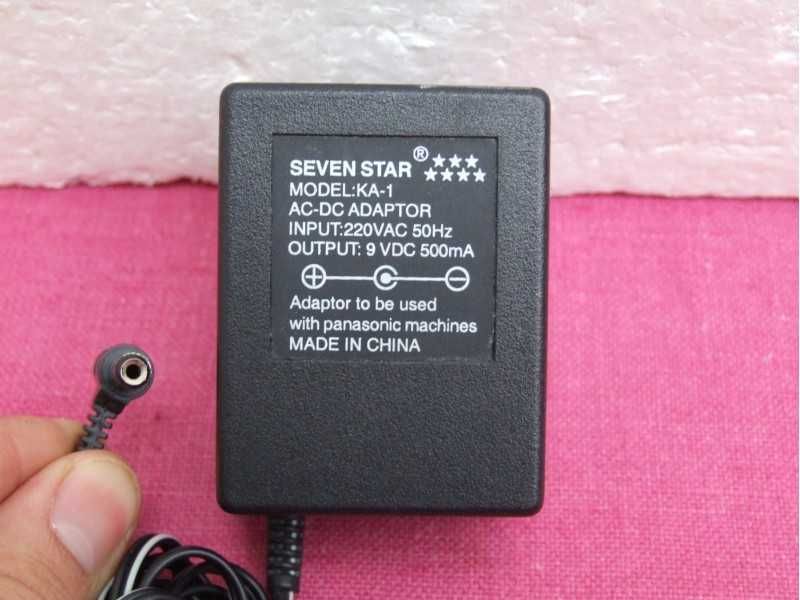 SEVEN STAR ®
MODEL:KA-1
AC-DC ADAPTOR
INPUT:220VAC 50Hz
OUTPUT: 9 VDC 500mA
Adaptor to be used
with panasonic machines
MADE IN CHINA